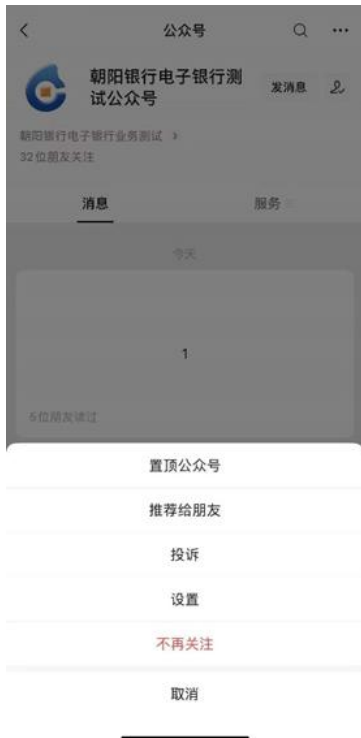 公众号
朝阳银行电子银行测
试公众号
发消息
朝阳银行电子银行业务测试
32位朋友关注
消息
服务
今天
1
5位朋友读过
置顶公众号
推荐给朋友
投诉
设置
不再关注
取消